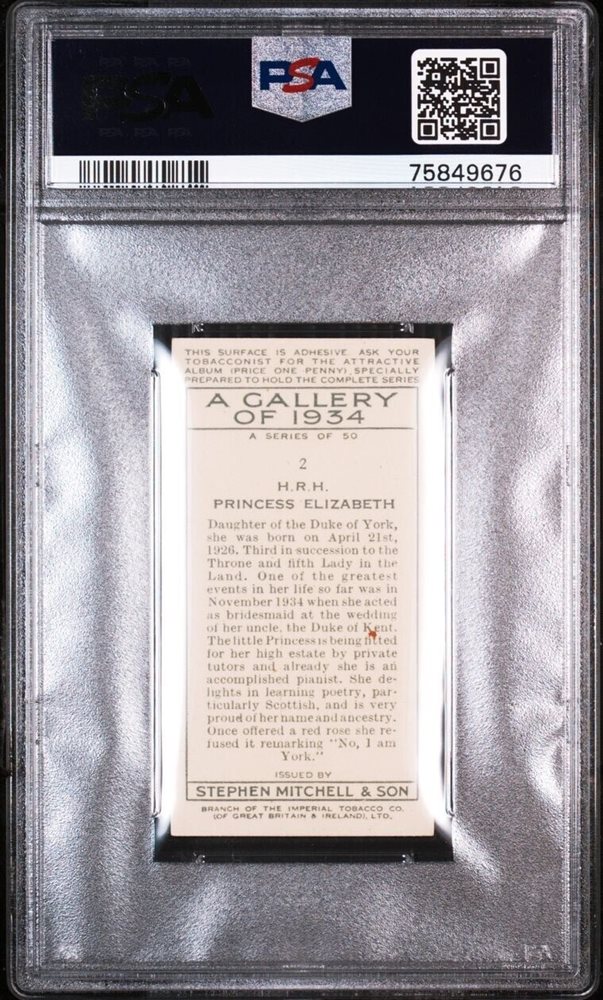 PSA
PSA
75849676
THIS SURFACE IS ADHESIVE ASK YOUR
TOBACCONIST FOR THE ATTRACTIVE
ALBUM (PRICE ONE PENNY), SPECIALLY
PREPARED TO HOLD THE COMPLETE SERIES
A GALLERY
OF 1934
A SERIES OF 50
2
H.R.H.
PRINCESS ELIZABETH
Daughter of the Duke of York,
she was born on April 21st,
1926. Third in succession to the
Throne and fifth Lady in the
Land. One of the greatest
events in her life so far was in
November 1934 when she acted
as bridesmaid at the wedding
of her uncle, the Duke of Kent.
The little Princess is being fitted
for her high estate by private
tutors and already she is an
accomplished pianist. She de-
lights in learning poetry, par-
ticularly Scottish, and is very
proud of her name and ancestry.
Once offered a red rose she re-
fused it remarking "No, I am
York."
ISSUED BY
STEPHEN MITCHELL & SON
BRANCH OF THE IMPERIAL TOBACCO CO.
(OF GREAT BRITAIN & IRELAND), LTD.